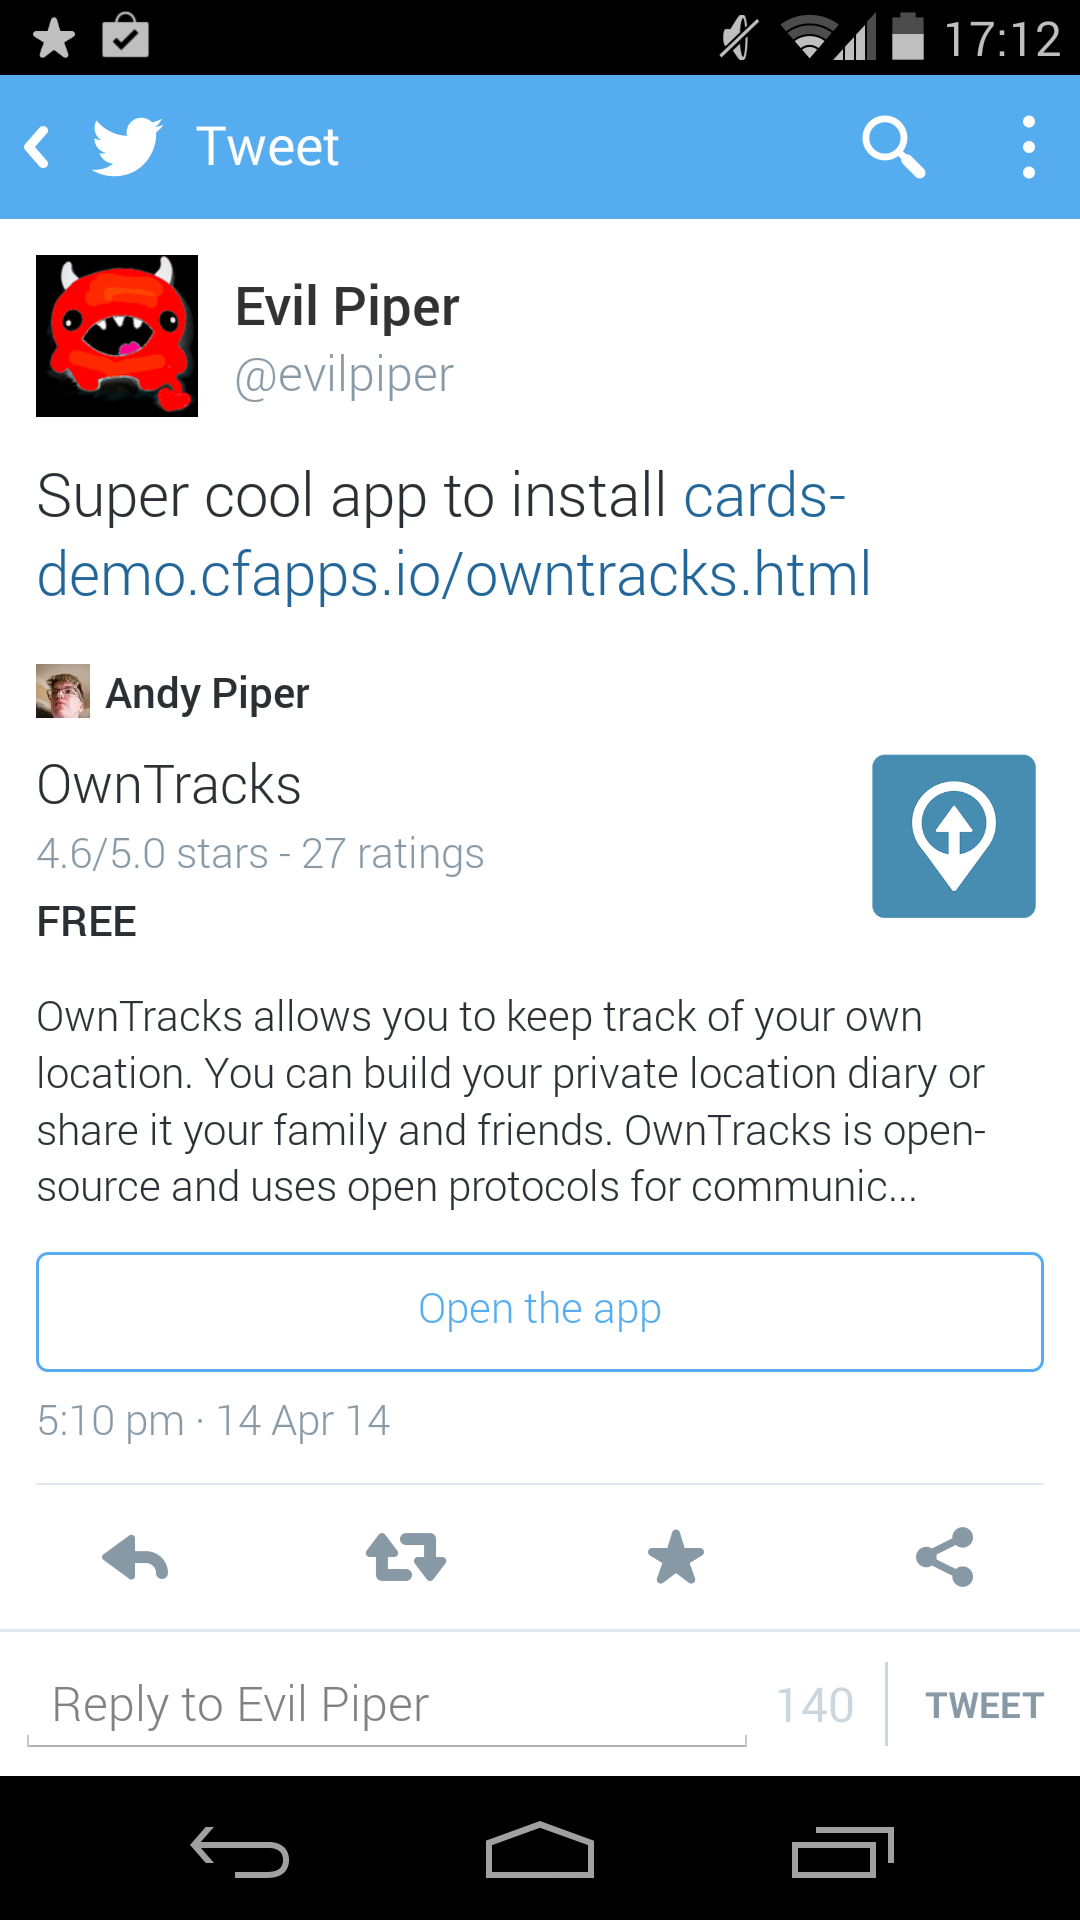 17:12
Tweet
Evil Piper
@evilpiper
Super cool app to install cards-
demo.cfapps.io/owntracks.html
Andy Piper
OwnTracks
4.6/5.0 stars - 27 ratings
FREE
OwnTracks allows you to keep track of your own
location. You can build your private location diary or
share it your family and friends. OwnTracks is open-
source and uses open protocols for communic...
Open the app
5:10 pm · 14 Apr 14
Reply to Evil Piper
140
TWEET